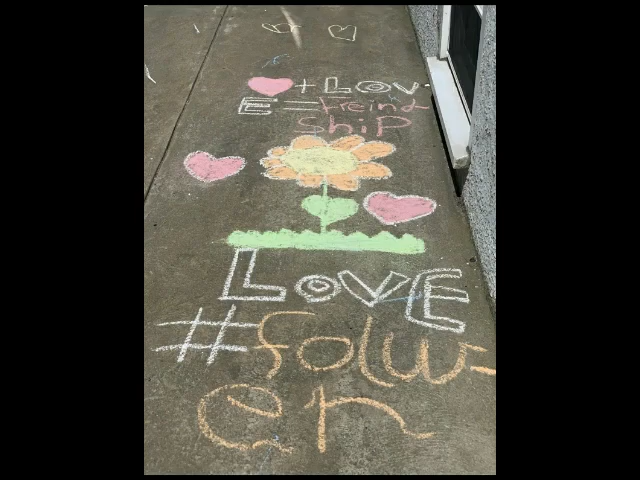 + LOV
E = Freind
ShiP
LOVE
#folw-
er